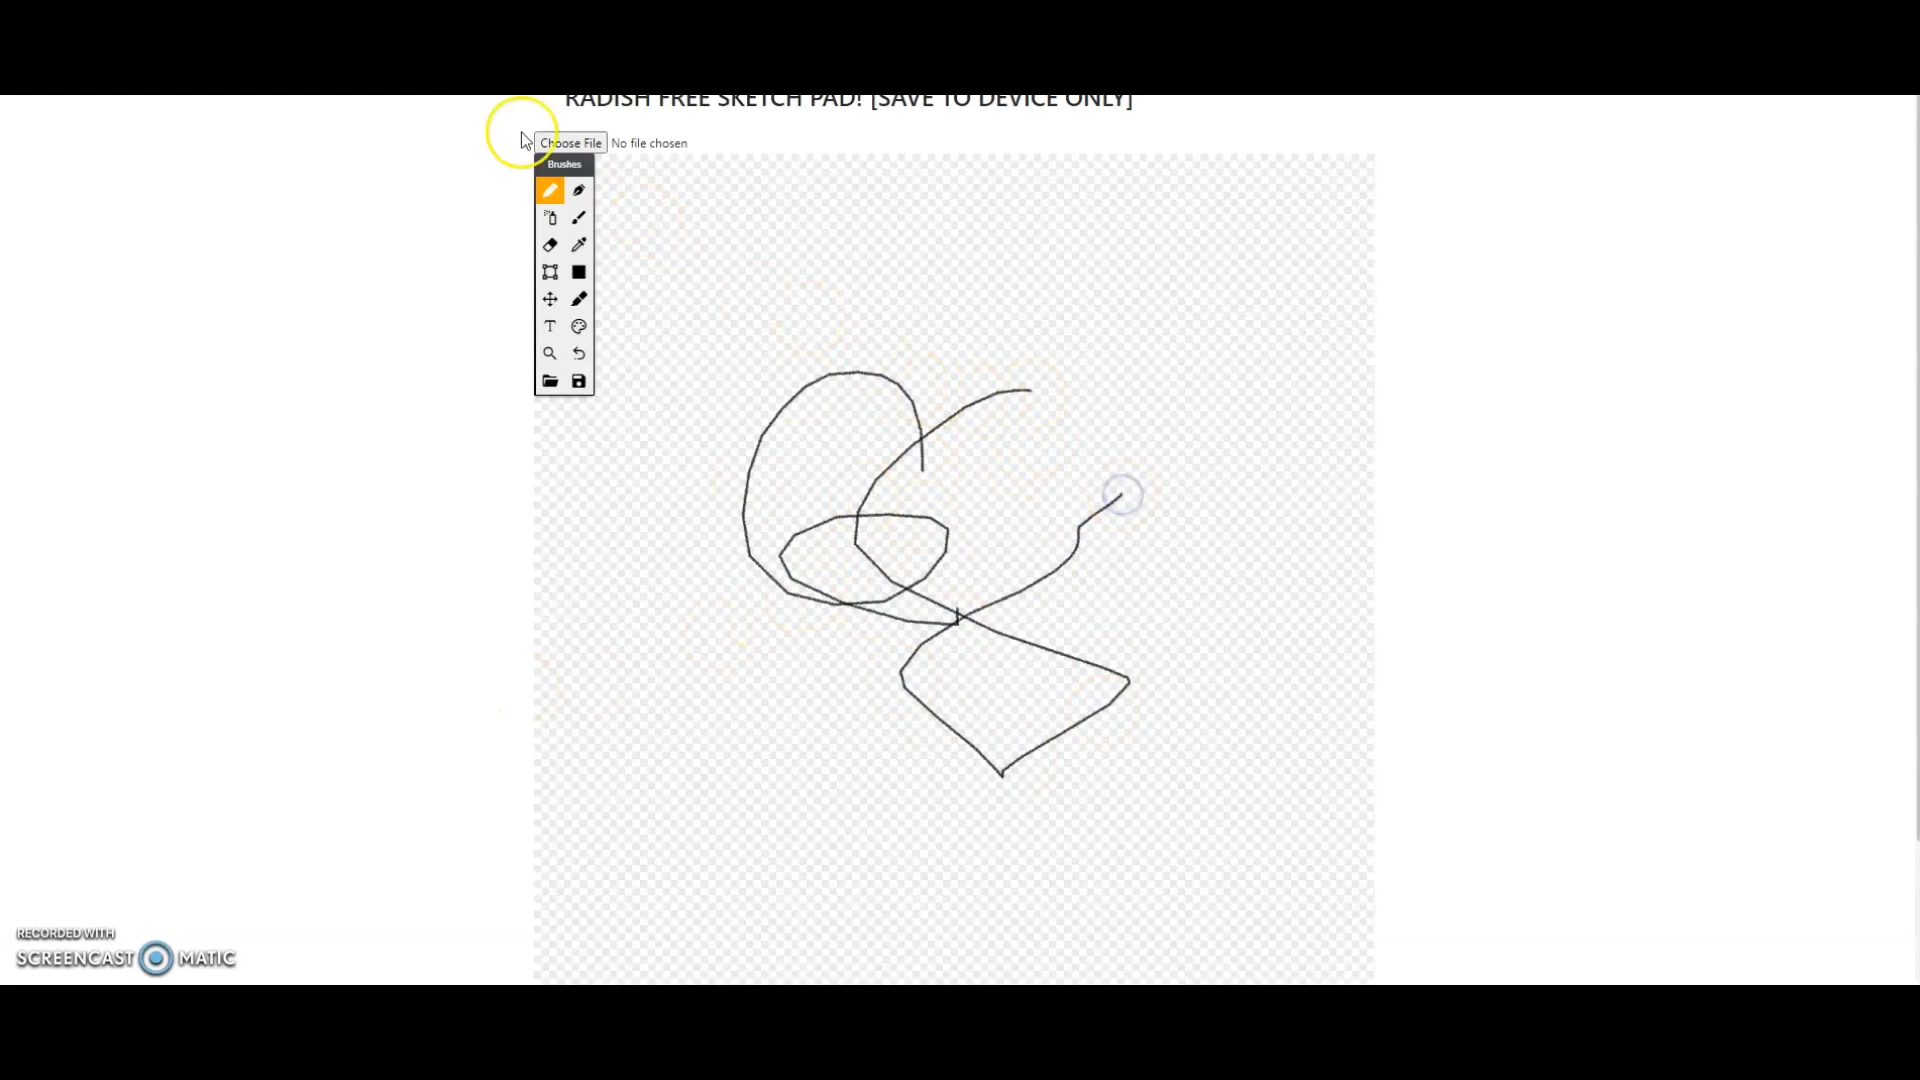 RADISH FREE SKETCH PAD! [SAVE TO DEVICE ONLY]
Choose File No file chosen
Brushes
T
RECORDED WITH
SCREENCAST MATIC